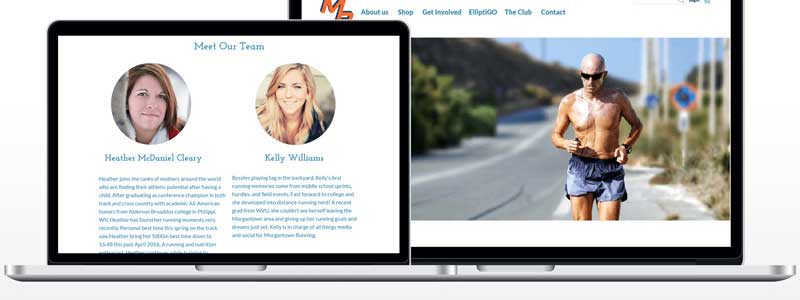 About us Shop Get Involved ElliptiGO The Club Contact
Meet Our Team
Heather McDaniel Cleary
Heather joins the ranks of mothers around the world
who are finding their athletic potential after having a
child. After graduating as conference champion in both
track and cross country with academic All-American
honors from Alderson Broaddus college in Philippi,
WV, Heather has found her running moments very
recently. Personal best time this spring on the track
saw Heather bring her 5000m best time down to
16:48 this past April 2016. A running and nutrition
enthusiast, Heather continues while training to
Kelly Williams
Besides playing tag in the backyard, Kelly's first
running memories come from middle school sprints,
hurdles, and field events. Fast forward to college and
she developed into distance running nerd! A recent
grad from WVU, she couldn't see herself leaving the
Morgantown area and giving up her running goals and
dreams just yet. Kelly is in charge of all things media
and social for Morgantown Running.